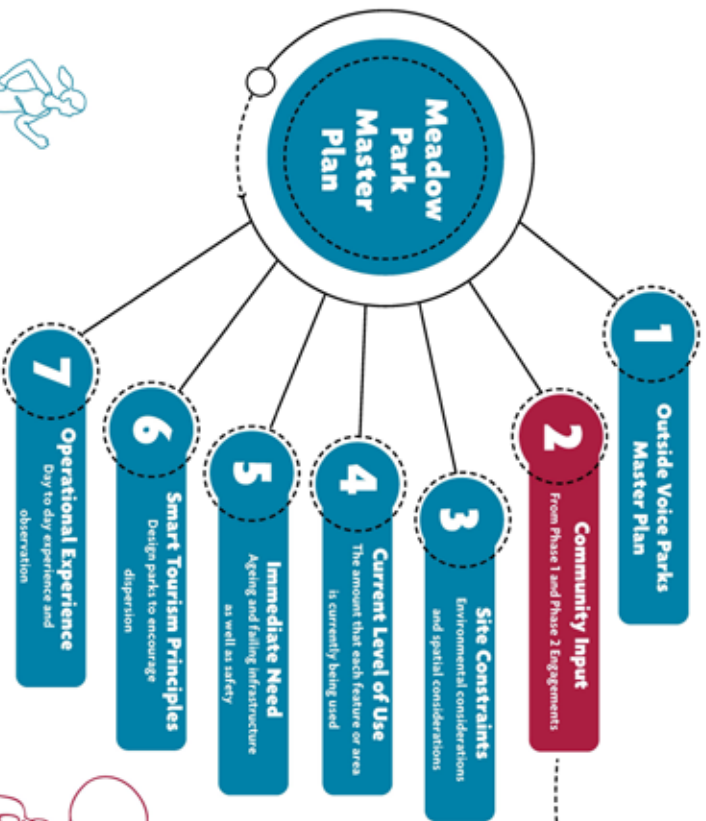 Meadow
Park
Master
Plan
1
Outside Voice Parks
Master Plan
2
Community Input
From Phase 1 and Phase 2 Engagements
3
Site Constraints
Environmental considerations
and spatial considerations
4
Current Level of Use
The amount that each feature or area
is currently being used
5
Immediate Need
Ageing and failing infrastructure
as well as safety
6
Smart Tourism Principles
Design parks to encourage
dispersion
7
Operational Experience
Day to day experience and
observation